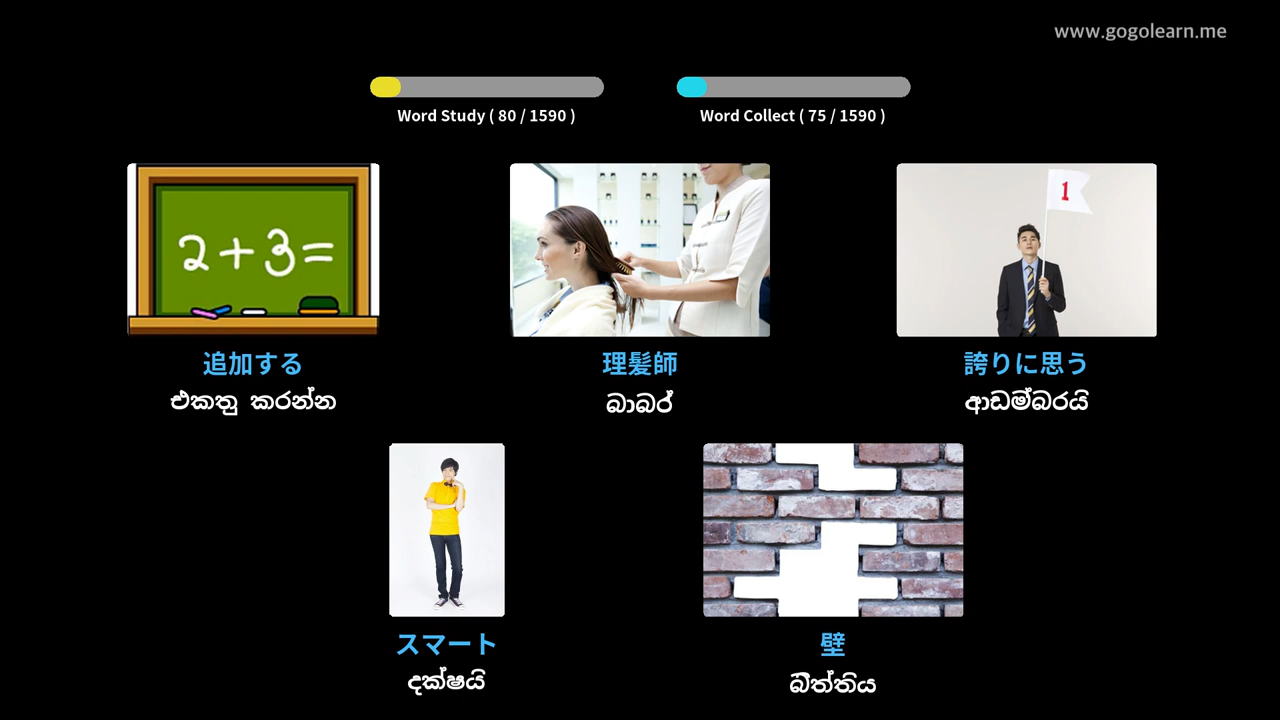 www.gogolearn.me
Word Study ( 80 / 1590 )
Word Collect ( 75 / 1590 )
2+3=
1
追加する
理髪師
誇りに思う
එකතු කරන්න
බාබර්
ආඩම්බරයි
スマート
壁
දක්ෂයි
බිත්තිය